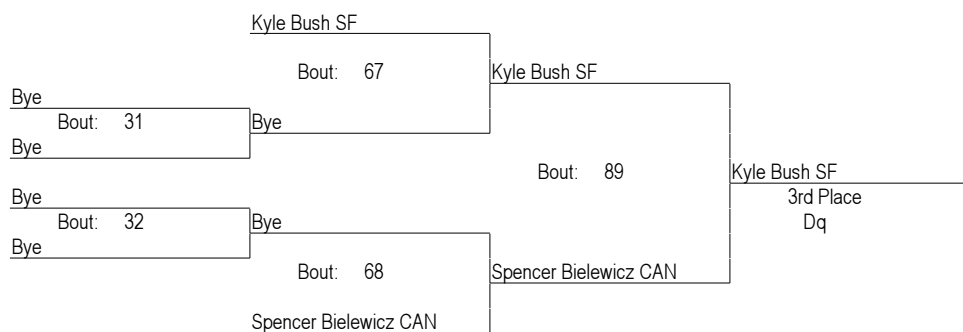 Kyle Bush SF
Bout: 67
Kyle Bush SF
Bye
Bout: 31
Bye
Bye
Bout: 89
Kyle Bush SF
3rd Place
Dq
Bye
Bout: 32
Bye
Bye
Bout: 68
Spencer Bielewicz CAN
Spencer Bielewicz CAN